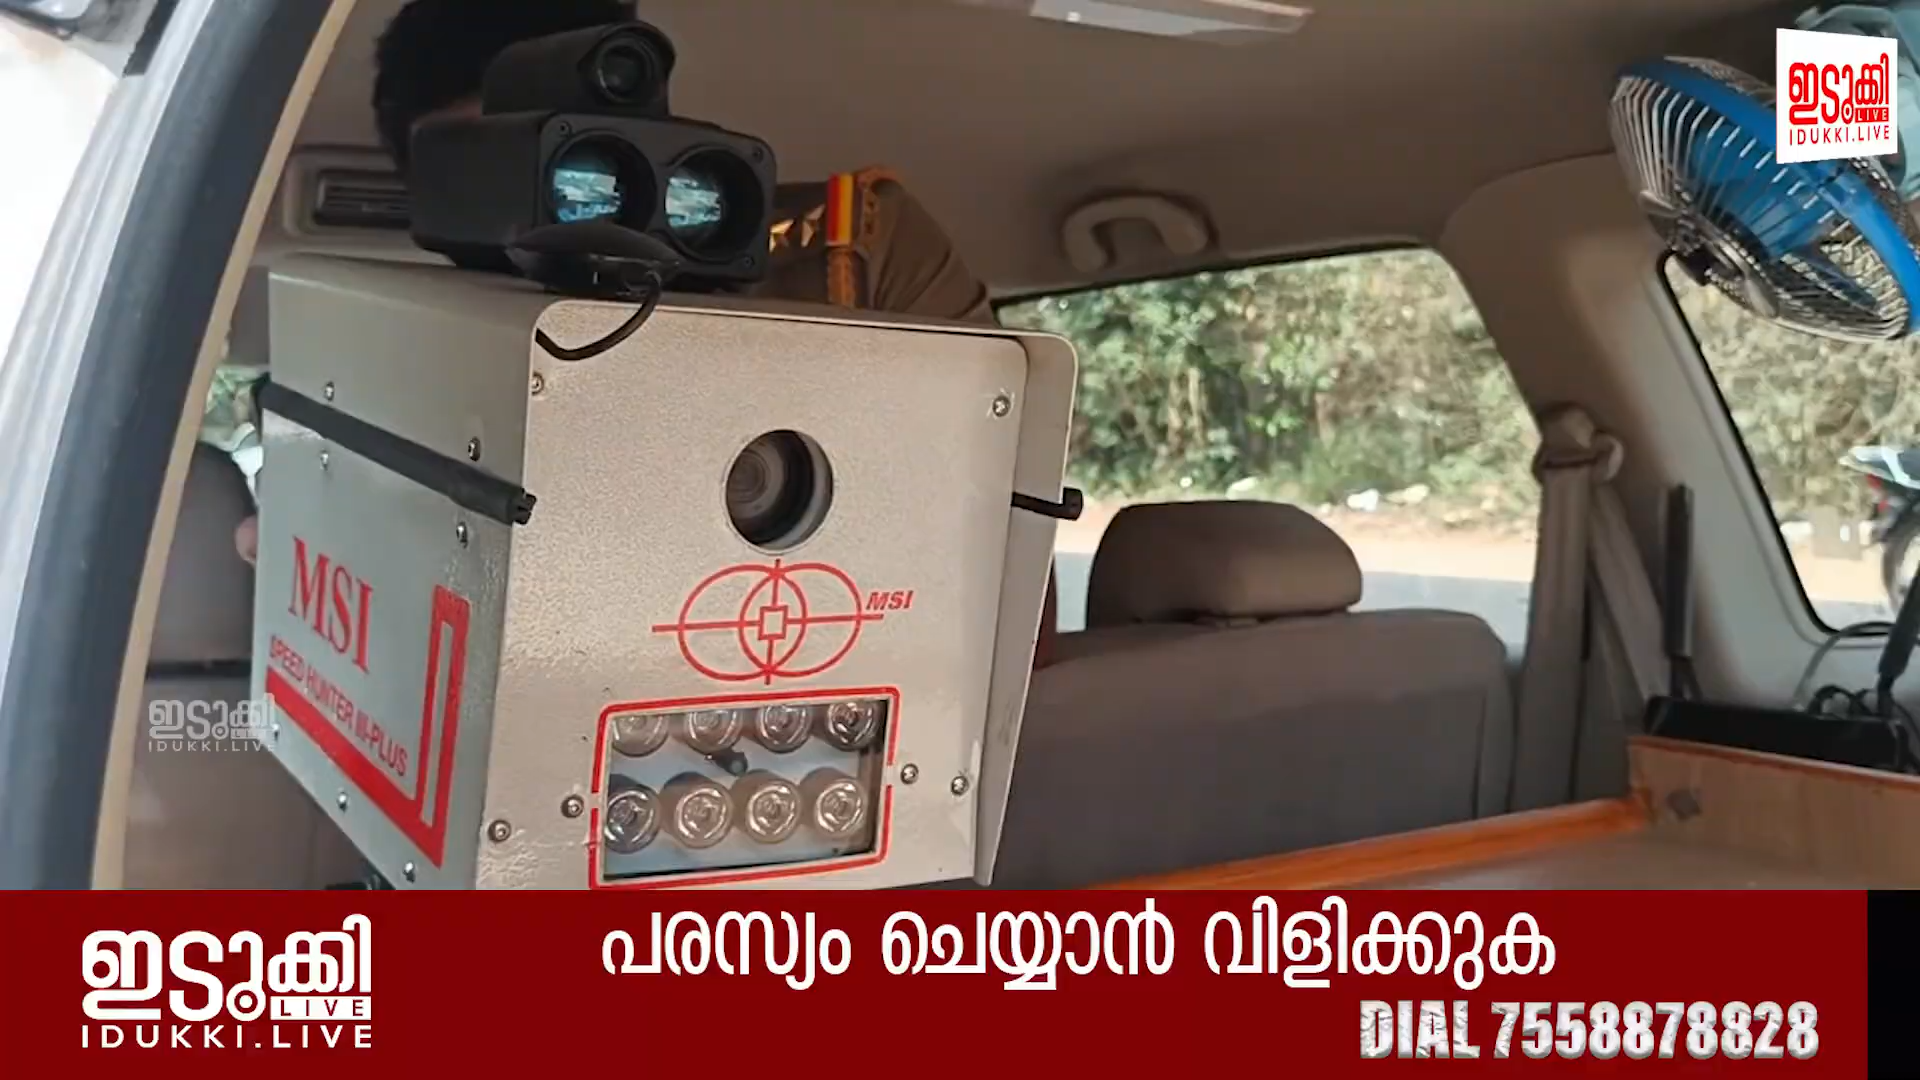 ഇടുക്കി
LIVE
IDUKKI.LIVE
MSI
MSI
SPEED HUNTER III-PLUS
ഇടുക്കി
LIVE
IDUKKI.LIVE
പരസ്യം ചെയ്യാൻ വിളിക്കുക
ഇടുക്കി
LIVE
IDUKKI.LIVE
DIAL 7558878828